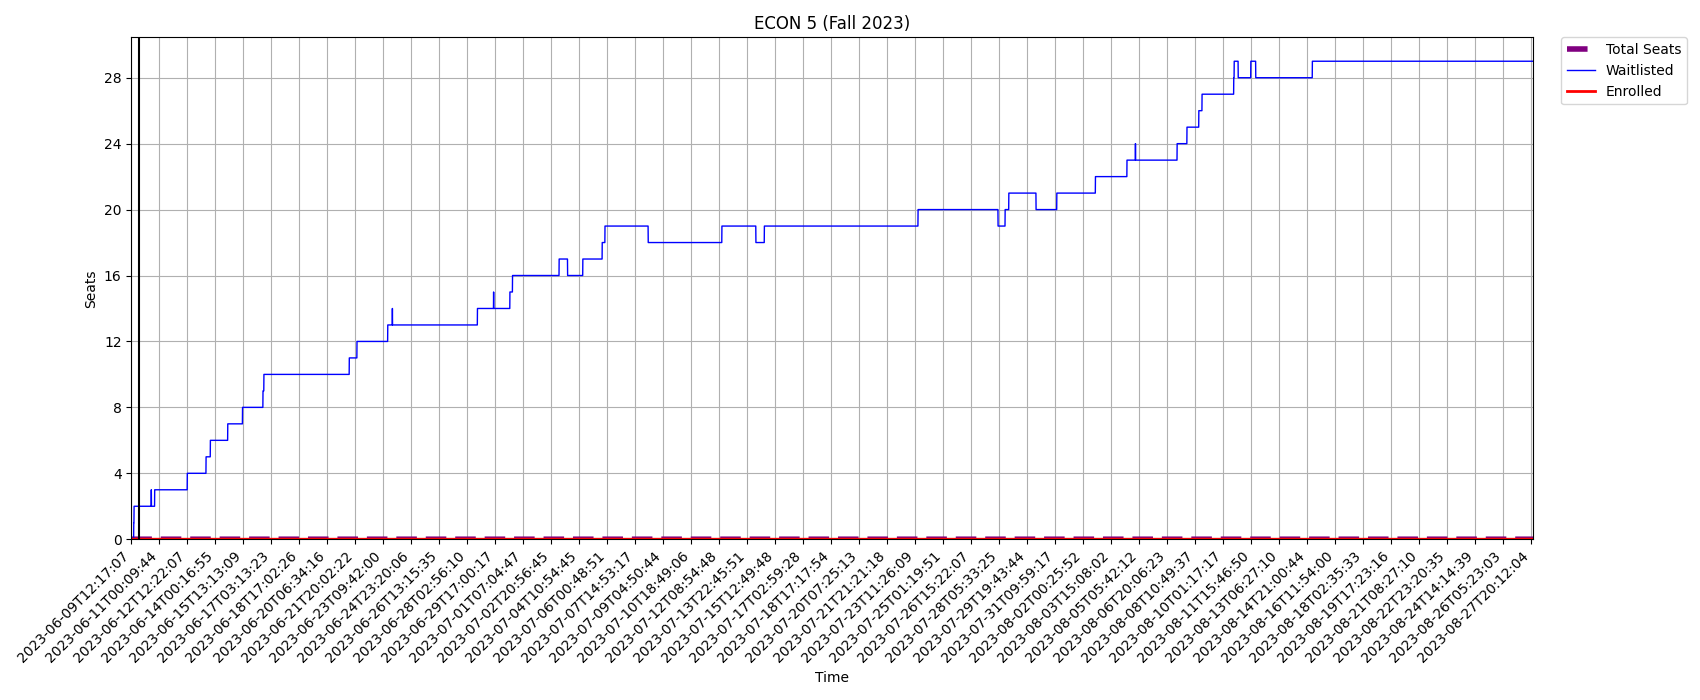 ECON 5 (Fall 2023)
Total Seats
Waitlisted
Enrolled
Seats
28
24
20
16
12
8
4
0
2023-06-09T12:17:07
2023-06-11T00:09:44
2023-06-12T12:22:07
2023-06-14T00:16:55
2023-06-15T13:13:09
2023-06-17T03:13:23
2023-06-18T17:02:26
2023-06-20T06:34:16
2023-06-21T20:02:22
2023-06-23T09:42:00
2023-06-24T23:20:06
2023-06-26T13:15:35
2023-06-28T02:56:10
2023-06-29T17:00:17
2023-07-01T07:04:47
2023-07-02T20:56:45
2023-07-04T10:54:45
2023-07-06T00:48:51
2023-07-07T14:53:17
2023-07-09T04:50:44
2023-07-10T18:49:06
2023-07-12T08:54:48
2023-07-13T22:45:51
2023-07-15T12:49:48
2023-07-17T02:59:28
2023-07-18T17:17:54
2023-07-20T07:25:13
2023-07-21T21:21:18
2023-07-23T11:26:09
2023-07-25T01:19:51
2023-07-26T15:22:07
2023-07-28T05:33:25
2023-07-29T19:43:44
2023-07-31T09:59:17
2023-08-02T00:25:52
2023-08-03T15:08:02
2023-08-05T05:42:12
2023-08-06T20:06:23
2023-08-08T10:49:37
2023-08-10T01:17:17
2023-08-11T15:46:50
2023-08-13T06:27:10
2023-08-14T21:00:44
2023-08-16T11:54:00
2023-08-18T02:35:33
2023-08-19T17:23:16
2023-08-21T08:27:10
2023-08-22T23:20:35
2023-08-24T14:14:39
2023-08-26T05:23:03
2023-08-27T20:12:04
Time